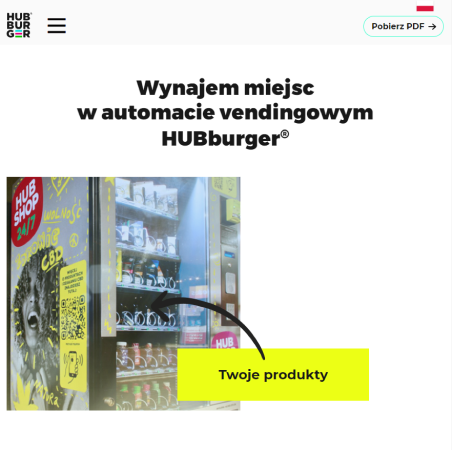 HUB
BUR
GER
Pobierz PDF →
Wynajem miejsc
w automacie vendingowym
HUBburger®
HUB
SHOP
24/7
WOLNOŚĆ
CBD
HUB
Twoje produkty